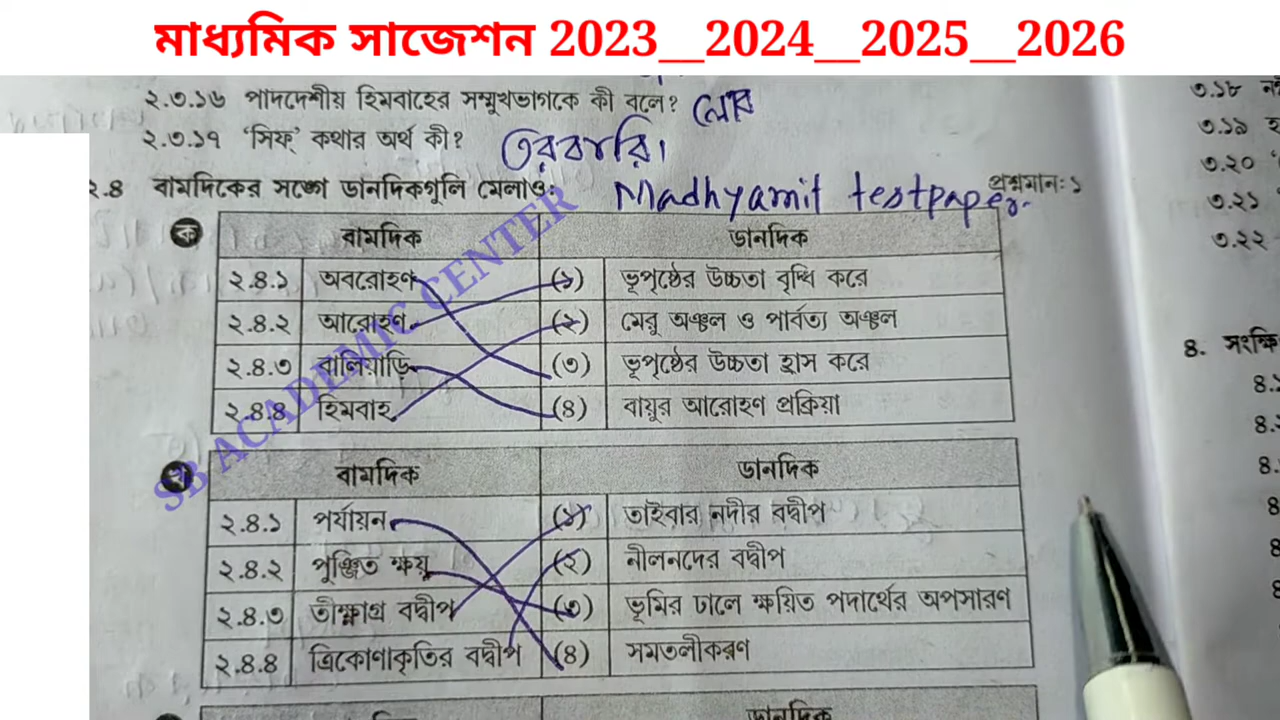 মাধ্যমিক সাজেশন 2023__2024__2025__2026
২.৩.১৬ পাদদেশীয় হিমবাহের সম্মুখভাগকে কী বলে? লোব
২.৩.১৭ ‘সিফ্’ কথার অর্থ কী? তরবারি।
২.৪ বামদিকের সঙ্গে ডানদিকগুলি মেলাও: Madhyamit testpaper. প্রশ্নমান: ১
ক বামদিক ডানদিক
২.৪.১ অবরোহণ (১) ভূপৃষ্ঠের উচ্চতা বৃদ্ধি করে
২.৪.২ আরোহণ (২) মেরু অঞ্চল ও পার্বত্য অঞ্চল
২.৪.৩ বালিয়াড়ি (৩) ভূপৃষ্ঠের উচ্চতা হ্রাস করে
২.৪.৪ হিমবাহ (৪) বায়ুর আরোহণ প্রক্রিয়া
SB ACADEMIC CENTER
খ বামদিক ডানদিক
২.৪.১ পর্যায়ন (১) তাইবার নদীর বদ্বীপ
২.৪.২ পুঞ্জিত ক্ষয় (২) নীলনদের বদ্বীপ
২.৪.৩ তীক্ষ্ণাগ্র বদ্বীপ (৩) ভূমির ঢালে ক্ষয়িত পদার্থের অপসারণ
২.৪.৪ ত্রিকোণাকৃতির বদ্বীপ (৪) সমতলীকরণ
ডানদিক
৩.১৮
৩.১৯
৩.২০
৩.২১
৩.২২
৪. সংক্ষি